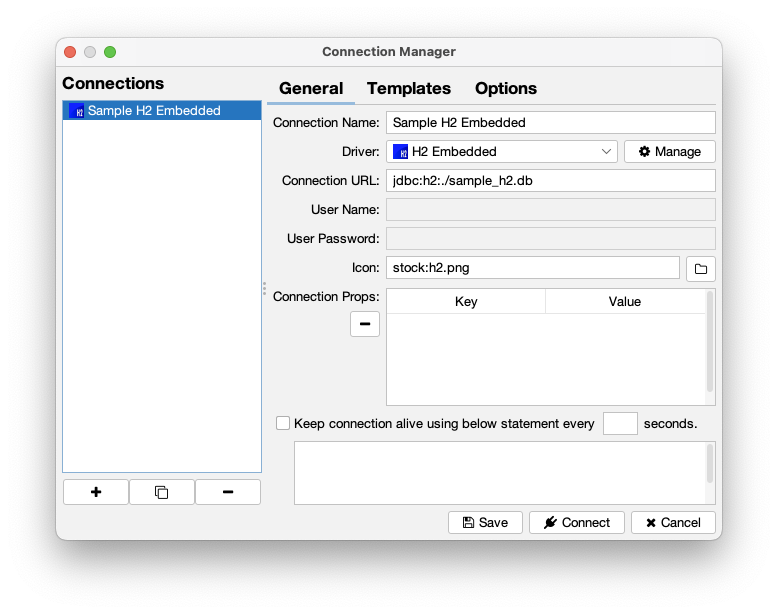 Connection Manager
Connections
H2 Sample H2 Embedded
General Templates Options
Connection Name: Sample H2 Embedded
Driver: H2 H2 Embedded Manage
Connection URL: jdbc:h2:./sample_h2.db
User Name:
User Password:
Icon: stock:h2.png
Connection Props: Key Value
Keep connection alive using below statement every seconds.
Save Connect Cancel